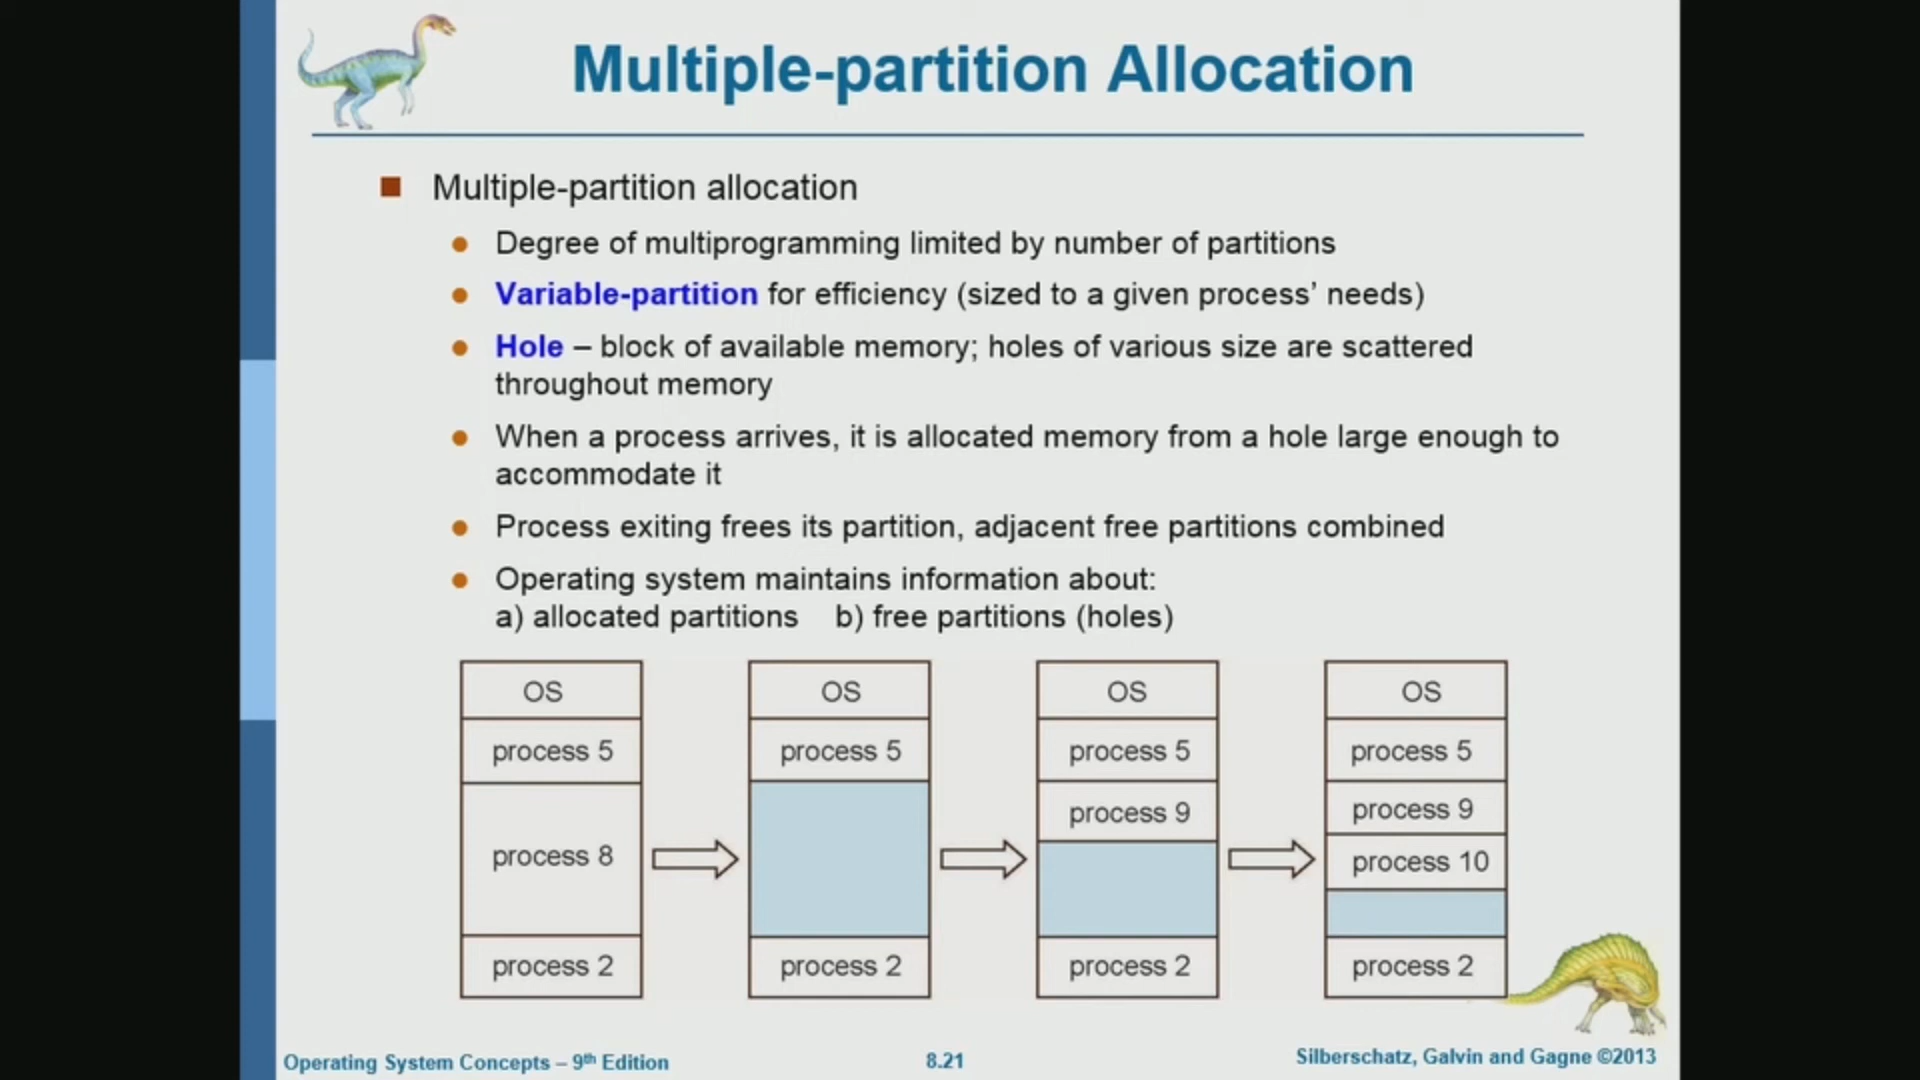 Multiple-partition Allocation
Multiple-partition allocation
Degree of multiprogramming limited by number of partitions
Variable-partition for efficiency (sized to a given process’ needs)
Hole – block of available memory; holes of various size are scattered
throughout memory
When a process arrives, it is allocated memory from a hole large enough to
accommodate it
Process exiting frees its partition, adjacent free partitions combined
Operating system maintains information about:
a) allocated partitions b) free partitions (holes)
OS
process 5
process 8
process 2
OS
process 5
process 2
OS
process 5
process 9
process 2
OS
process 5
process 9
process 10
process 2
Operating System Concepts – 9th Edition
8.21
Silberschatz, Galvin and Gagne ©2013